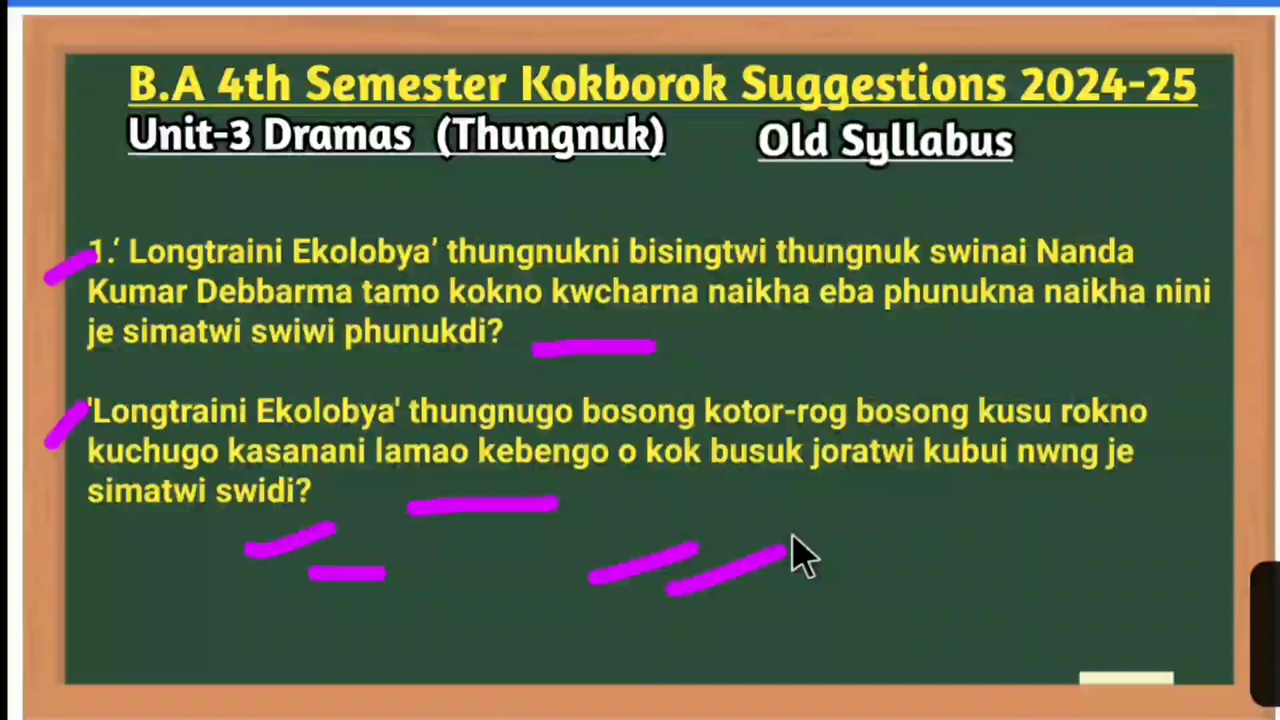 B.A 4th Semester Kokborok Suggestions 2024-25
Unit-3 Dramas (Thungnuk) Old Syllabus
1.‘ Longtraini Ekolobya’ thungnukni bisingtwi thungnuk swinai Nanda
Kumar Debbarma tamo kokno kwcharna naikha eba phunukna naikha nini
je simatwi swiwi phunukdi?
'Longtraini Ekolobya' thungnugo bosong kotor-rog bosong kusu rokno
kuchugo kasanani lamao kebengo o kok busuk joratwi kubui nwng je
simatwi swidi?